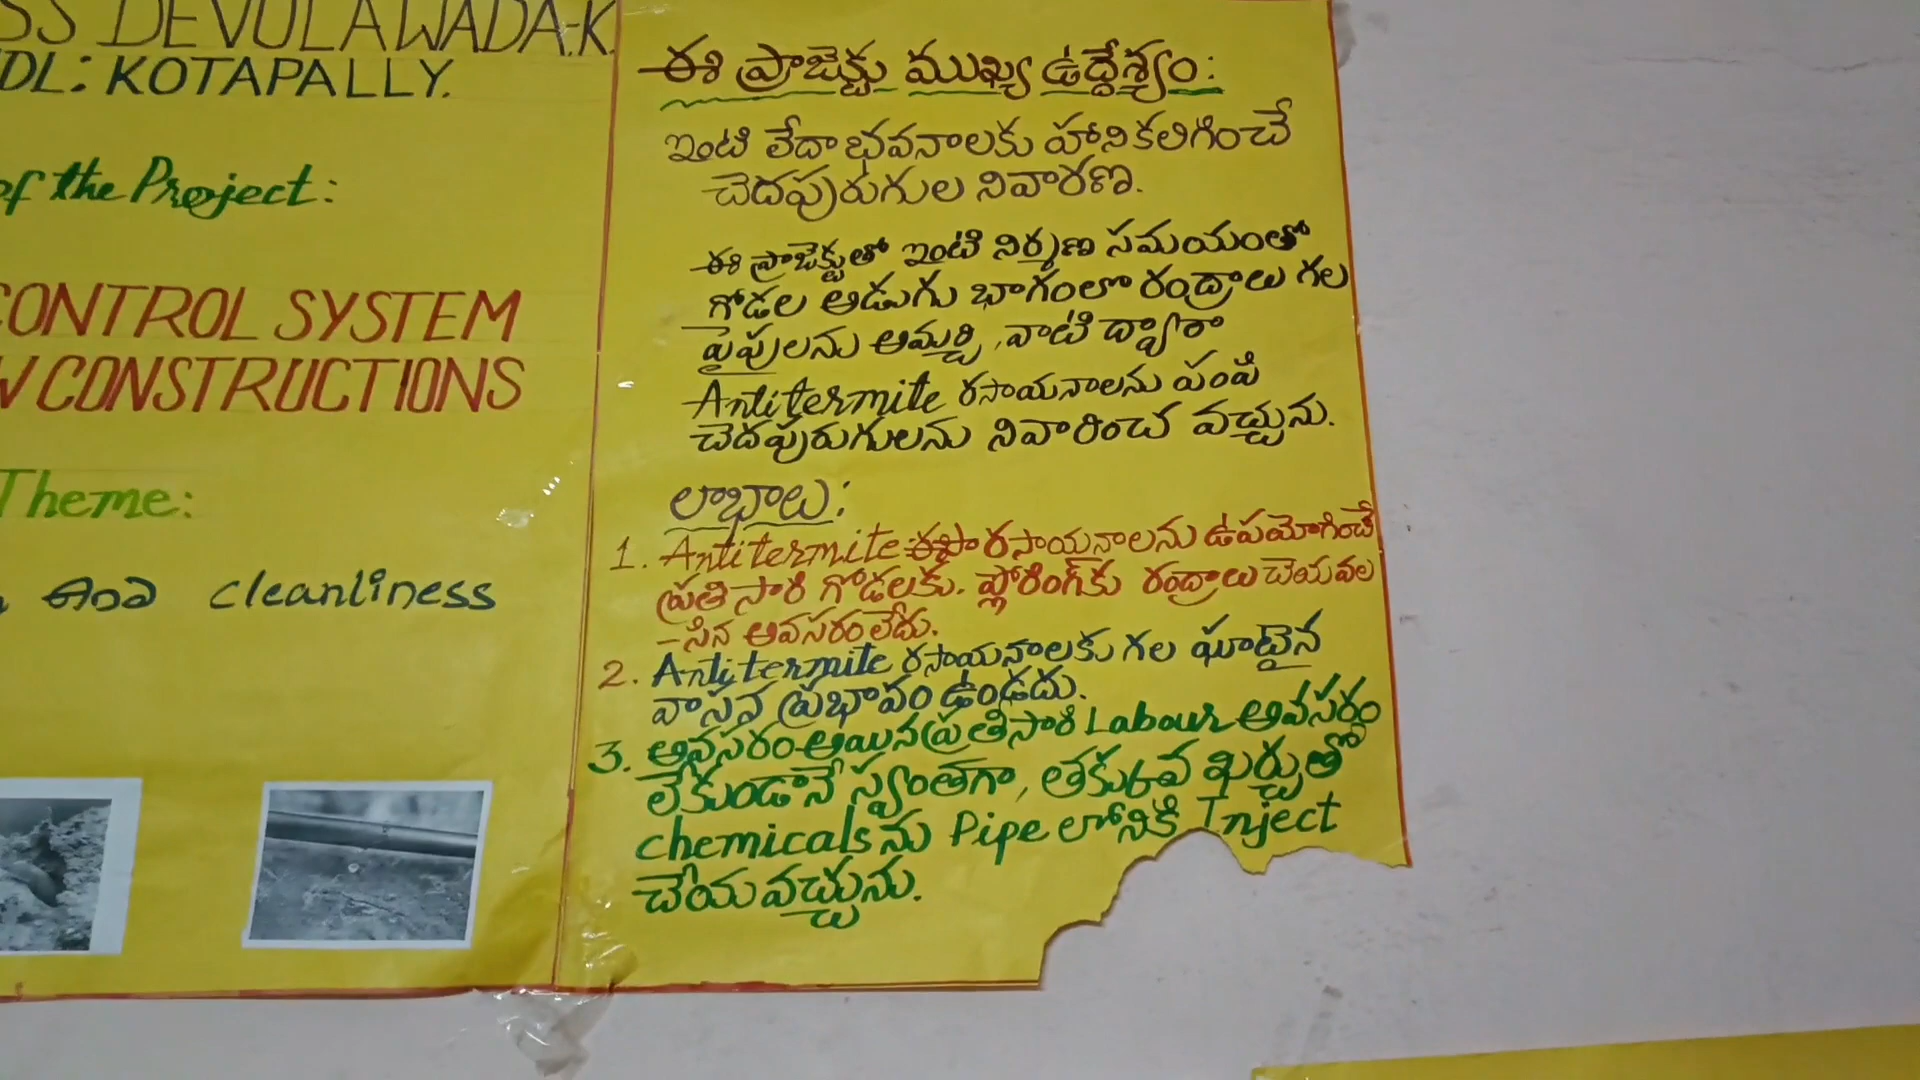 SS DEVULAWADA.K.
DL: KOTAPALLY.
of the Project:
CONTROL SYSTEM
W CONSTRUCTIONS
Theme:
and cleanliness
ఈ ప్రాజెక్టు ముఖ్య ఉద్దేశ్యం:
ఇంటి లేదా భవనాలకు హాని కలిగించే
చెదపురుగుల నివారణ.
ఈ ప్రాజెక్టుతో ఇంటి నిర్మణ సమయంతో
గోడల అడుగు భాగంలో రంద్రాలు గల
పైపులను అమర్చి, వాటి ద్వారా
Antitermite రసాయనాలను పంపి
చెదపురుగులను నివారించ వచ్చును.
లాభాలు:
1. Antitermite రసాయనాలను ఉపయోగించే
ప్రతి సారి గోడలకు. ఫ్లోరింగ్‌కు రంద్రాలు చేయవల
-సిన అవసరం లేదు.
2. Antitermite రసాయనాలకు గల ఘాటైన
వాసన ప్రభావం ఉండదు.
3. అవసరం అయిన ప్రతిసారి Labour అవసరం
లేకుండానే స్వంతగా, తక్కువ ఖర్చుతో
chemicals ను Pipe లోనికి Inject
చేయ వచ్చును.